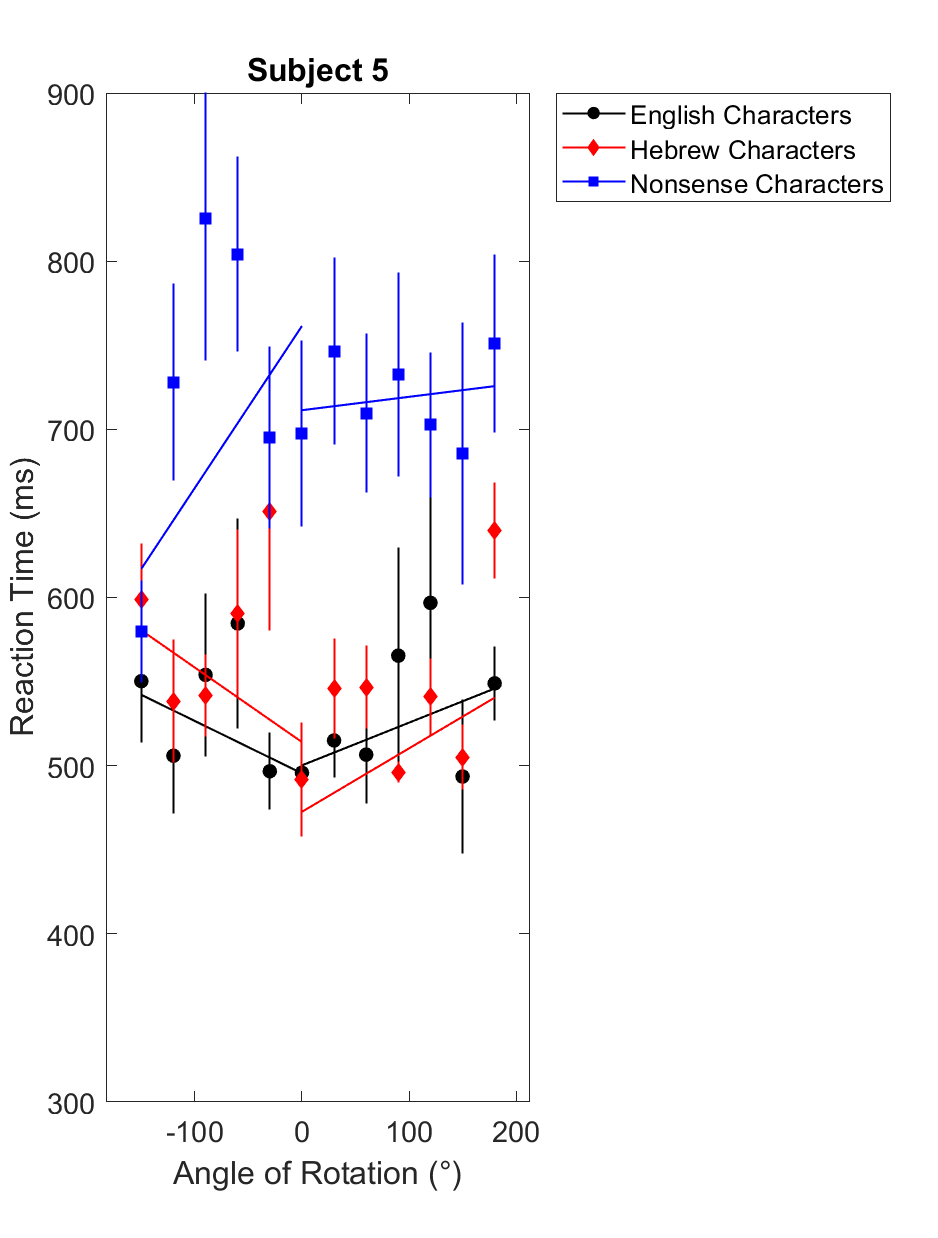 Subject 5
900
800
700
600
500
400
300
Reaction Time (ms)
-100 0 100 200
Angle of Rotation (°)
English Characters
Hebrew Characters
Nonsense Characters